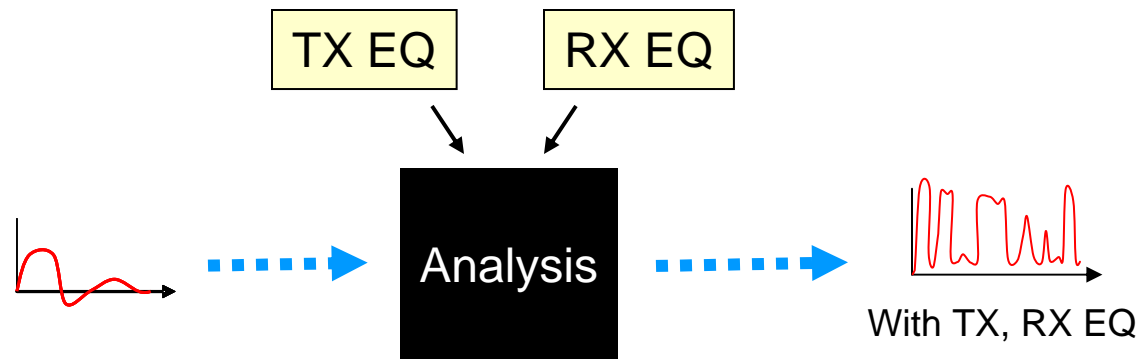 TX EQ
RX EQ
Analysis
With TX, RX EQ